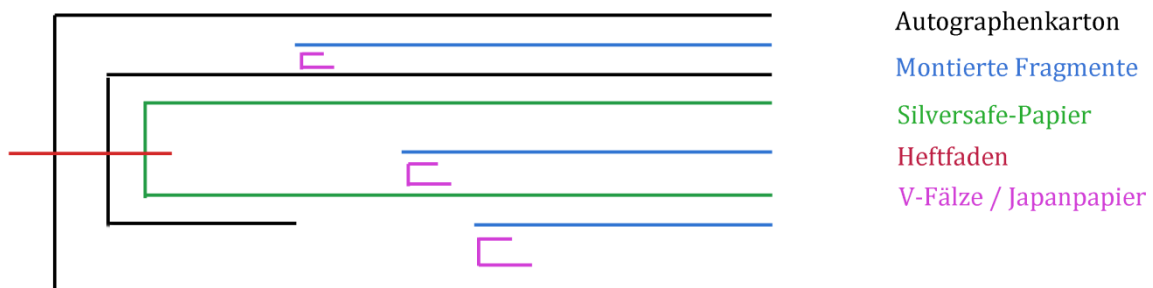 Autographenkarton
Montierte Fragmente
Silversafe-Papier
Heftfaden
V-Fälze / Japanpapier